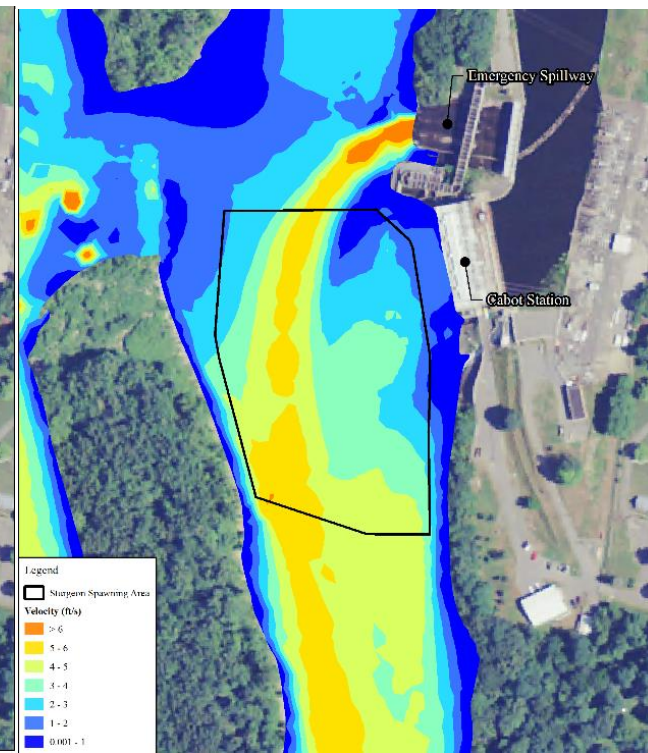 Emergency Spillway
Cabot Station
Legend
Sturgeon Spawning Area
Velocity (ft/s)
> 6
5 - 6
4 - 5
3 - 4
2 - 3
1 - 2
0.001 - 1